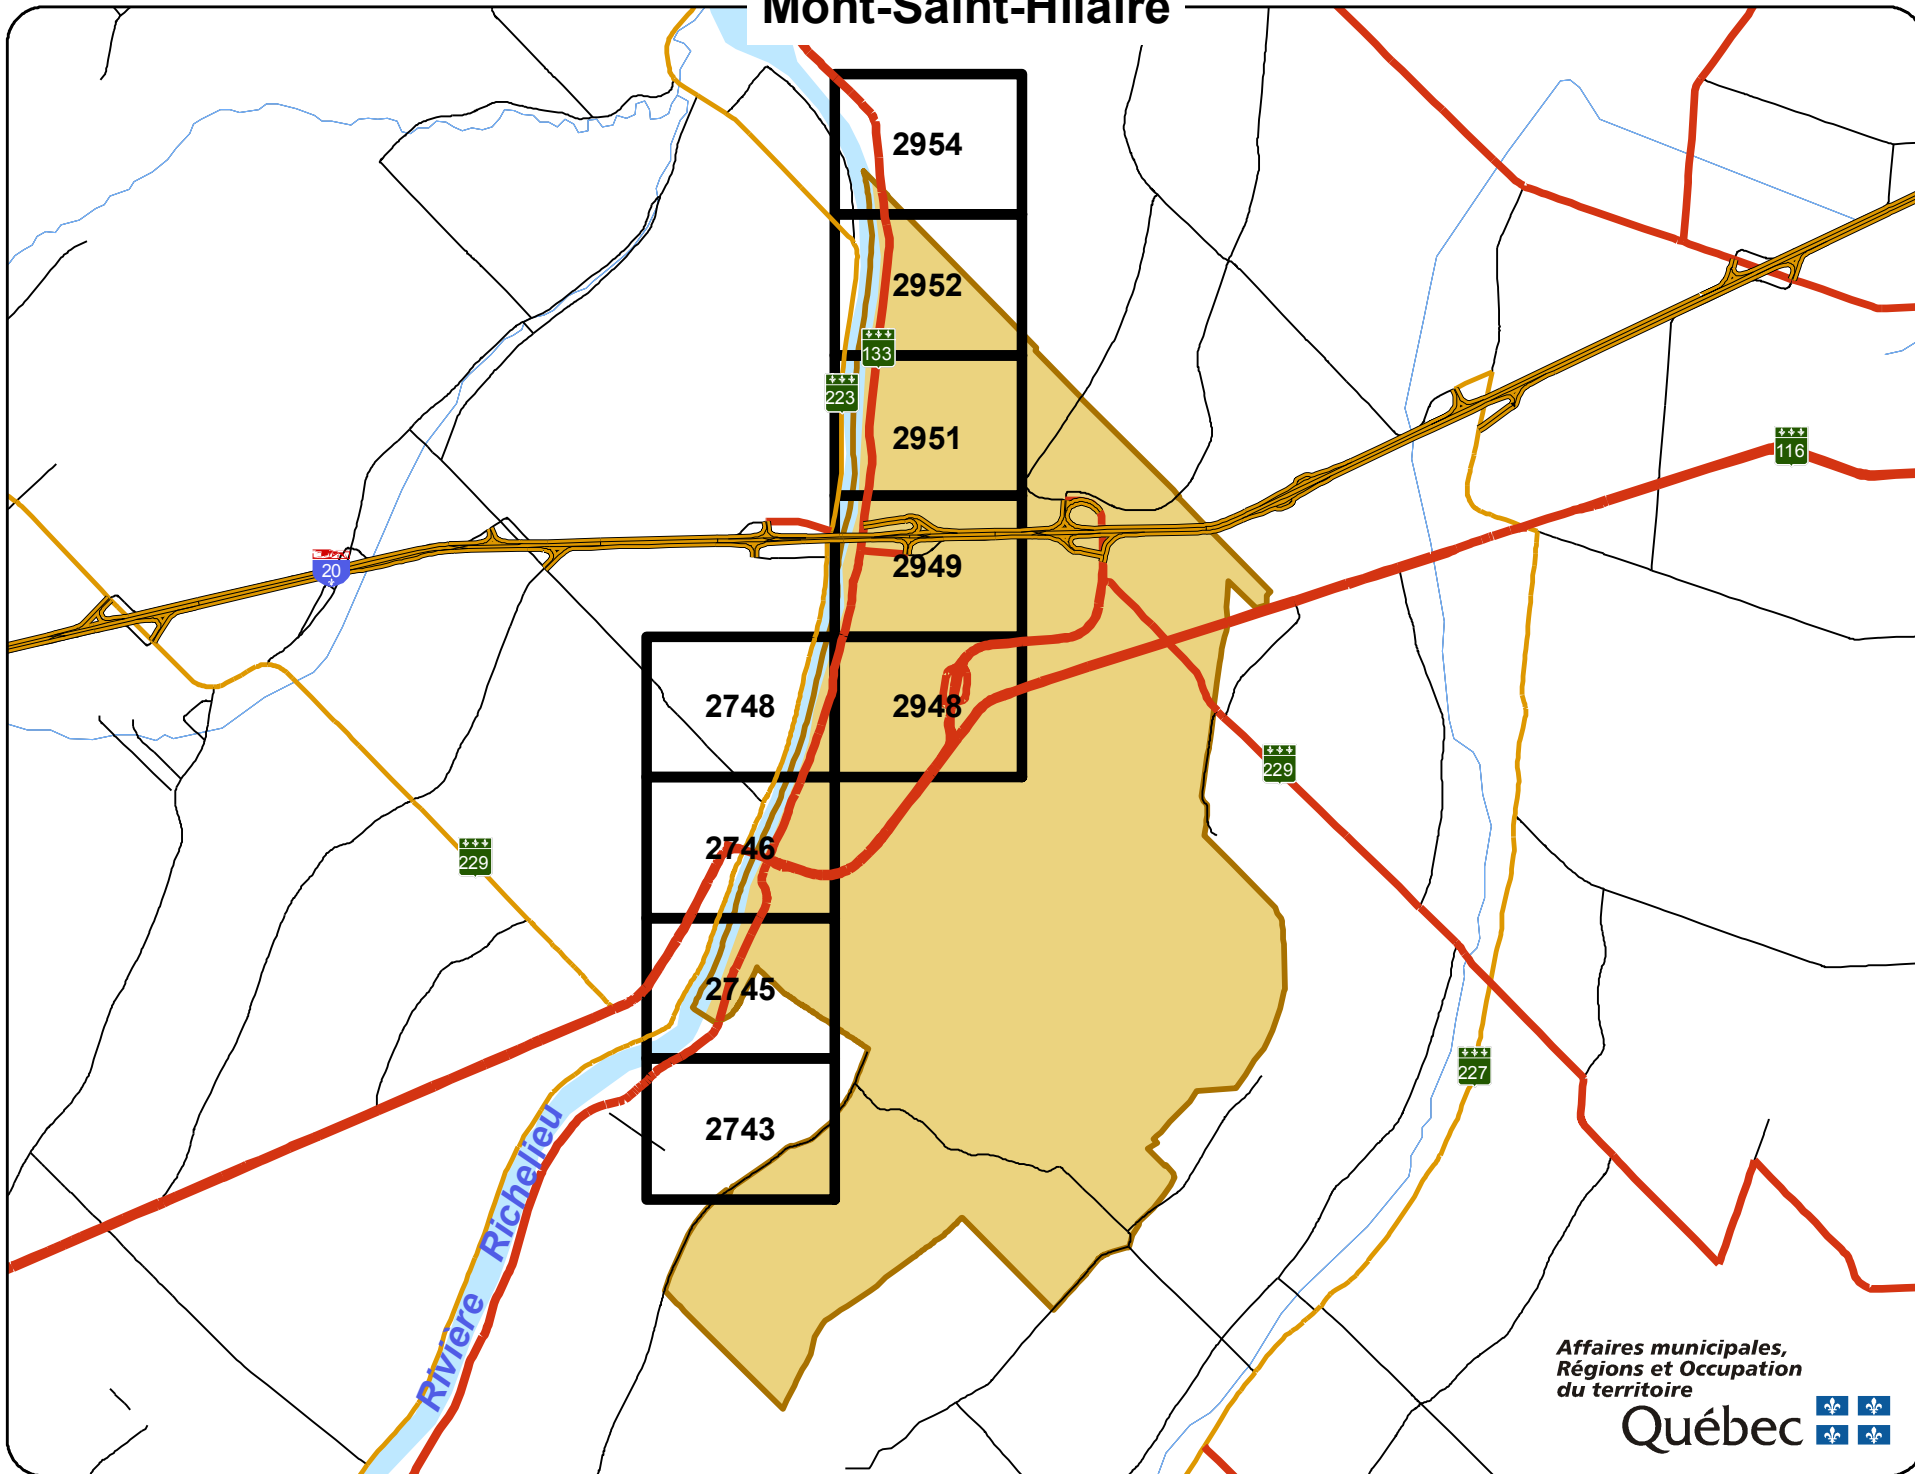 Mont-Saint-Hilaire
2954
2952
133
223
2951
116
2949
20
2748
2948
229
2746
229
2745
227
2743
Rivière Richelieu
Affaires municipales,
Régions et Occupation
du territoire
Québec